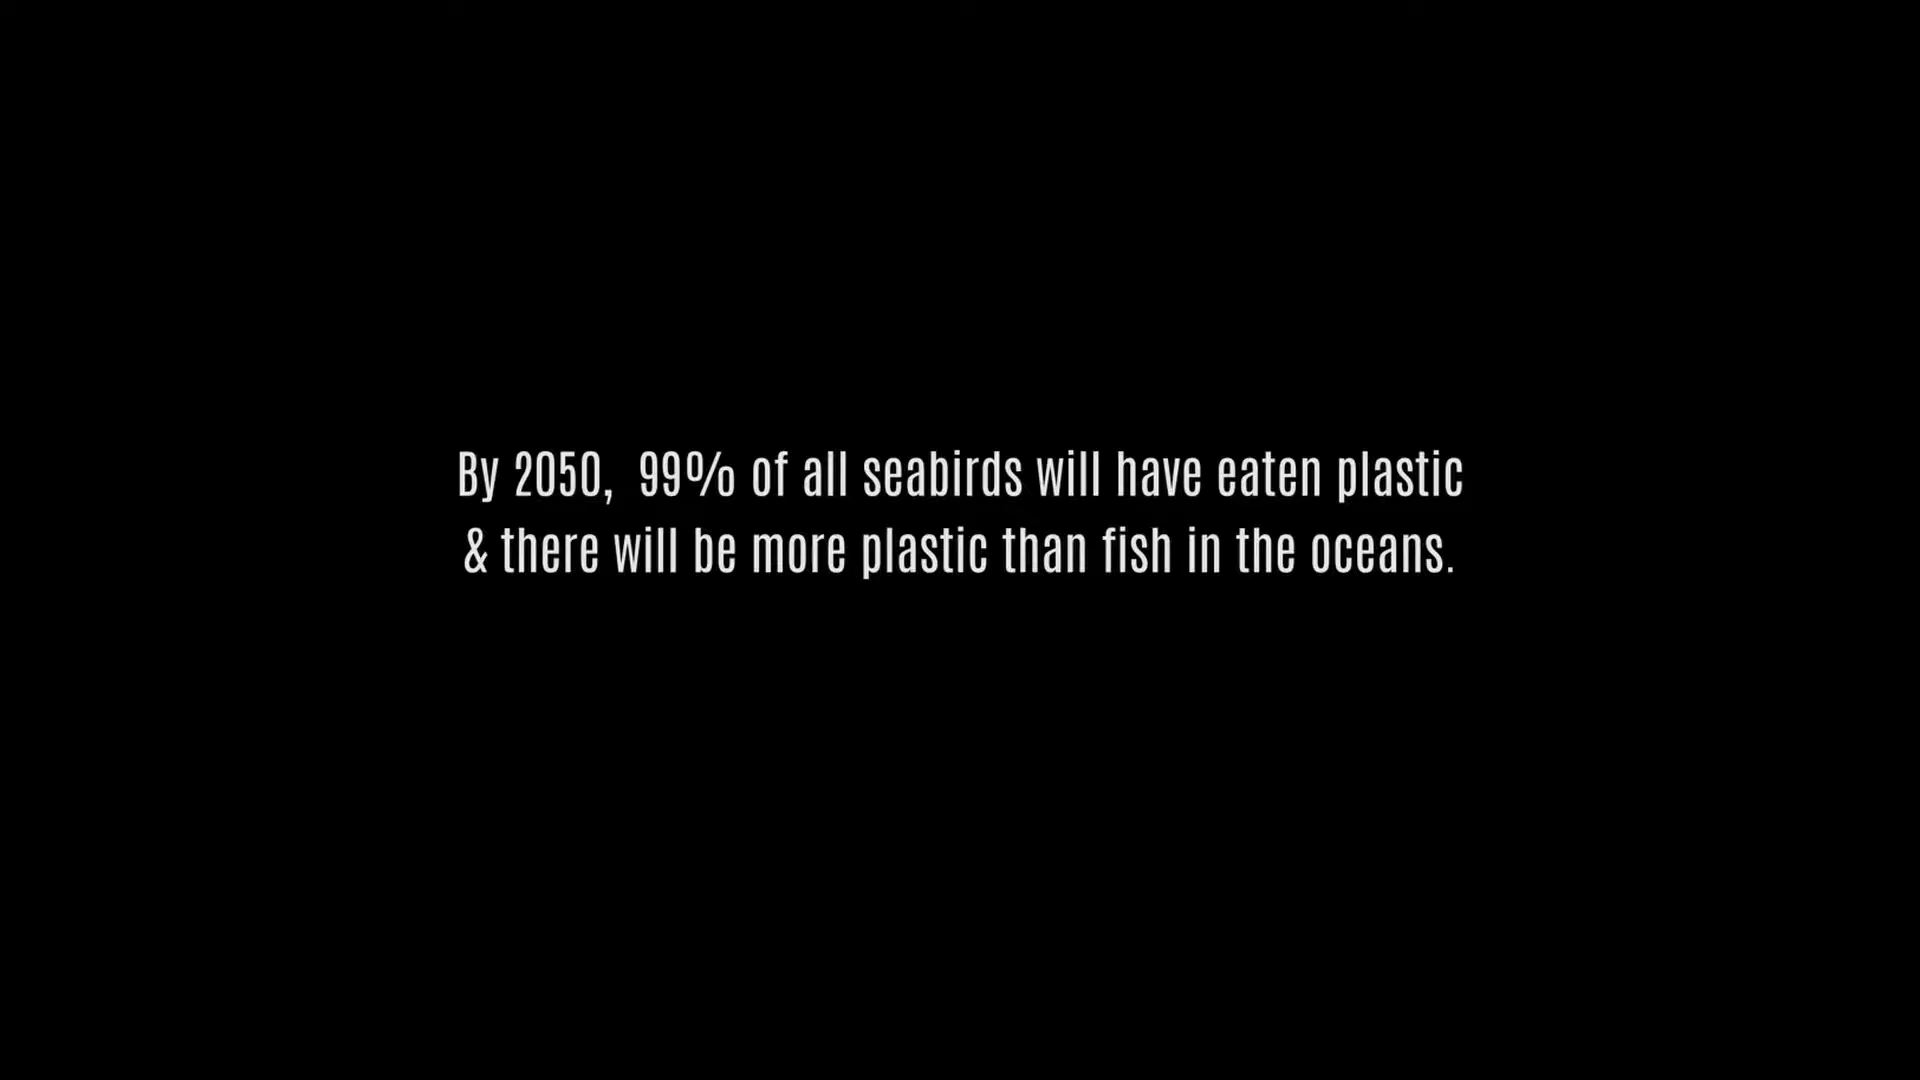 By 2050,  99% of all seabirds will have eaten plastic
& there will be more plastic than fish in the oceans.